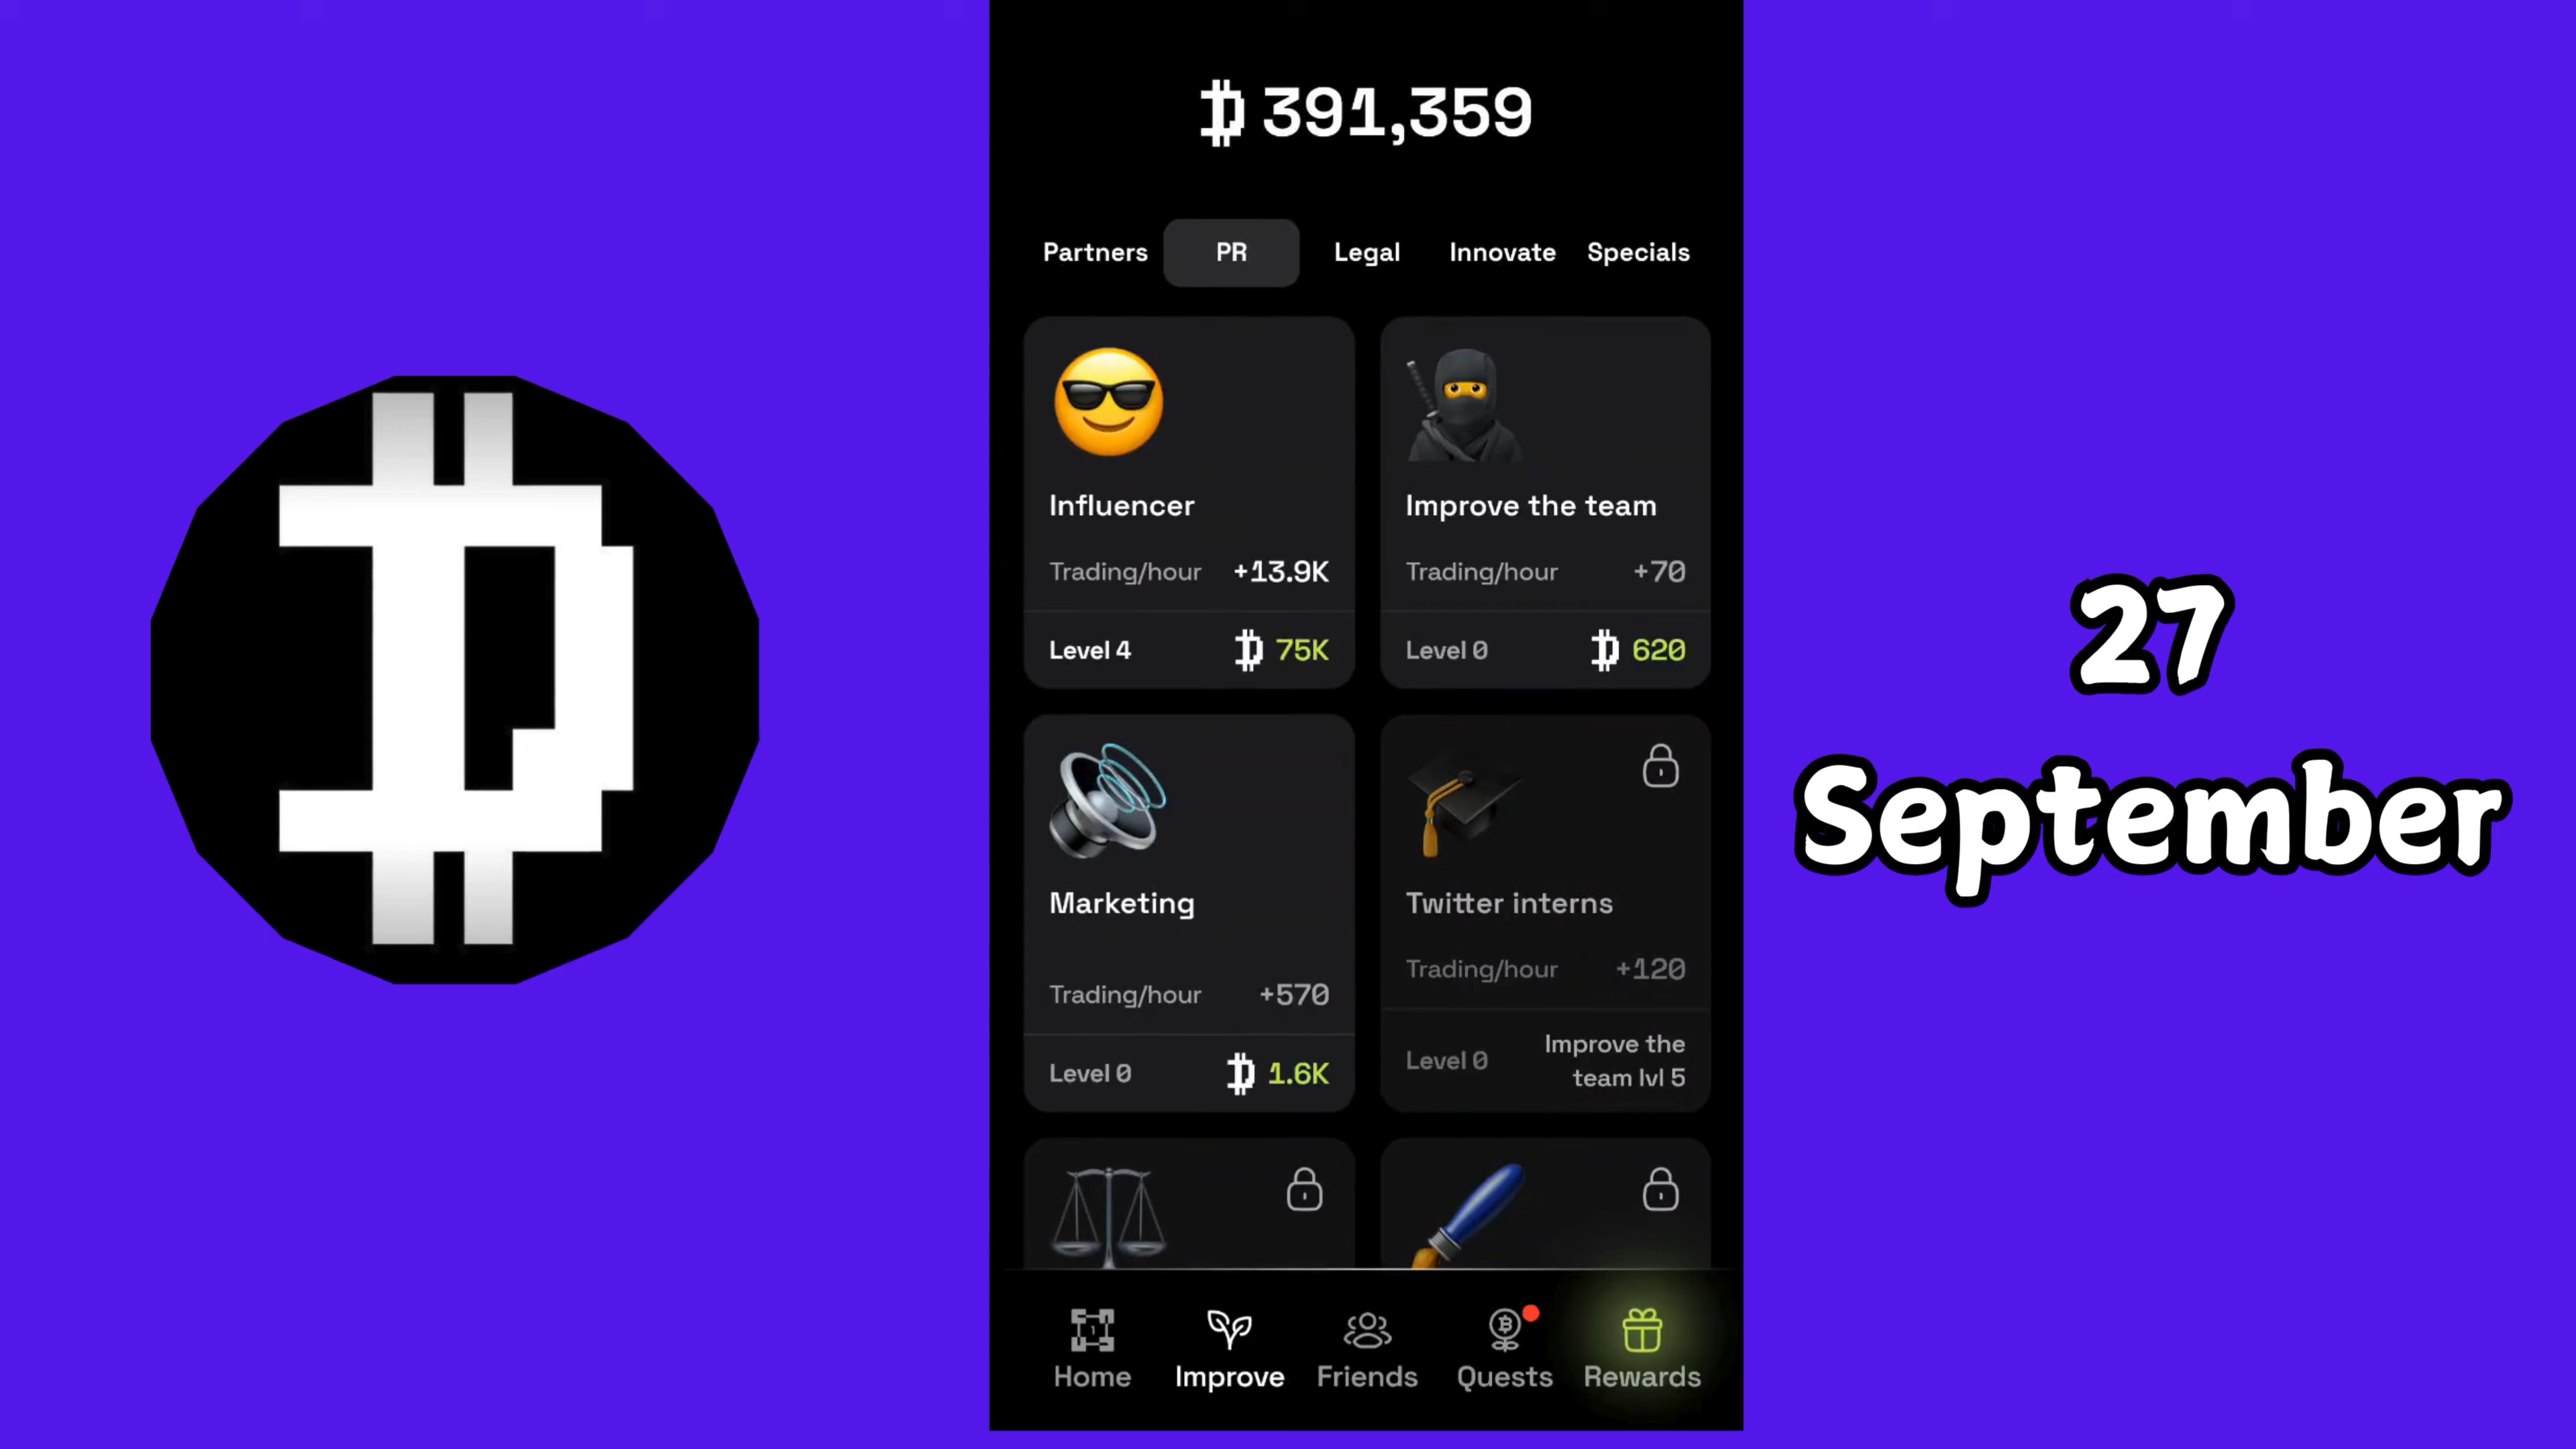 391,359
Partners PR Legal Innovate Specials
Influencer
Trading/hour +13.9K
Level 4 75K
Improve the team
Trading/hour +70
Level 0 620
Marketing
Trading/hour +570
Level 0 1.6K
Twitter interns
Trading/hour +120
Level 0 Improve the
team lvl 5
Home Improve Friends Quests Rewards
27
September